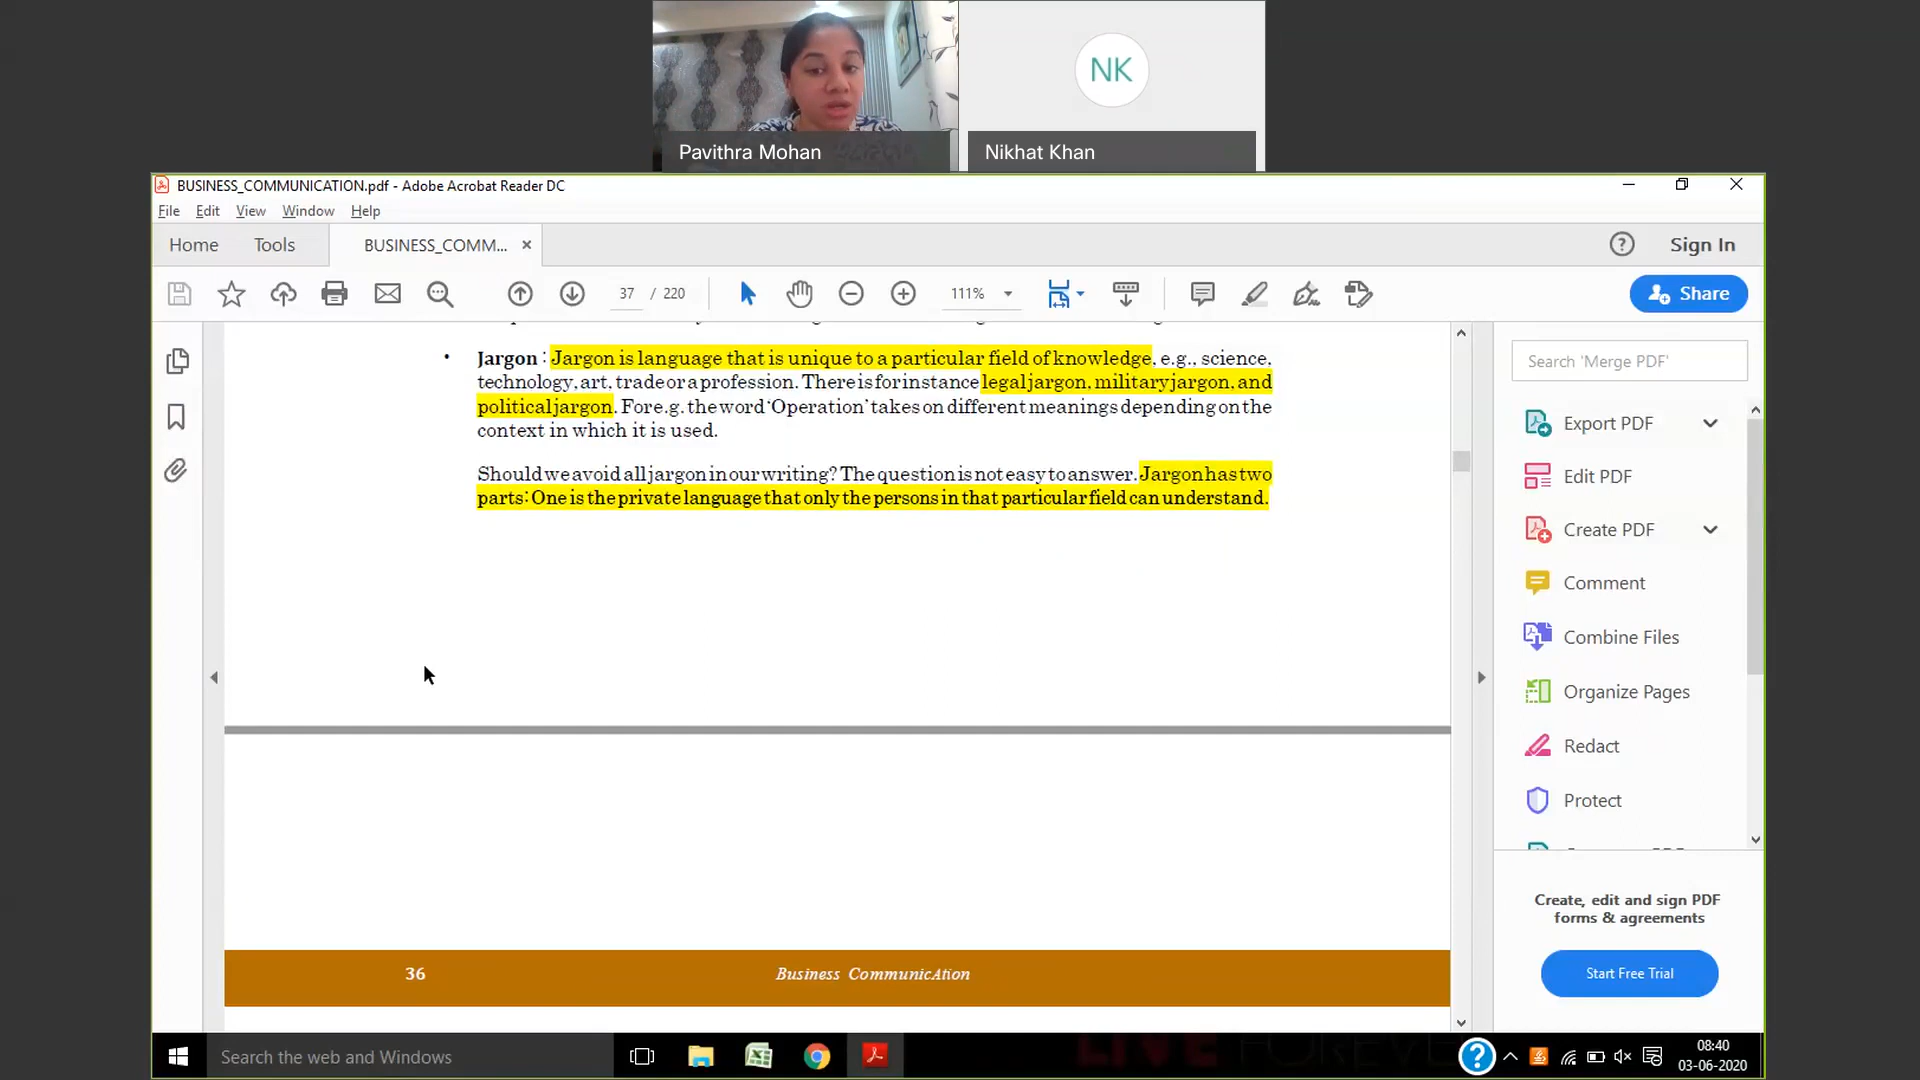 NK
Pavithra Mohan
Nikhat Khan
BUSINESS_COMMUNICATION.pdf - Adobe Acrobat Reader DC
File Edit View Window Help
Home Tools BUSINESS_COMM... × Sign In
37 / 220 111% Share
• Jargon : Jargon is language that is unique to a particular field of knowledge, e.g., science,
technology, art, trade or a profession. There is for instance legal jargon, military jargon, and
political jargon. For e.g. the word 'Operation' takes on different meanings depending on the
context in which it is used.
Should we avoid all jargon in our writing? The question is not easy to answer. Jargon has two
parts: One is the private language that only the persons in that particular field can understand.
36 Business CommunicAtion
Search 'Merge PDF'
Export PDF
Edit PDF
Create PDF
Comment
Combine Files
Organize Pages
Redact
Protect
Create, edit and sign PDF
forms & agreements
Start Free Trial
Search the web and Windows
08:40
03-06-2020